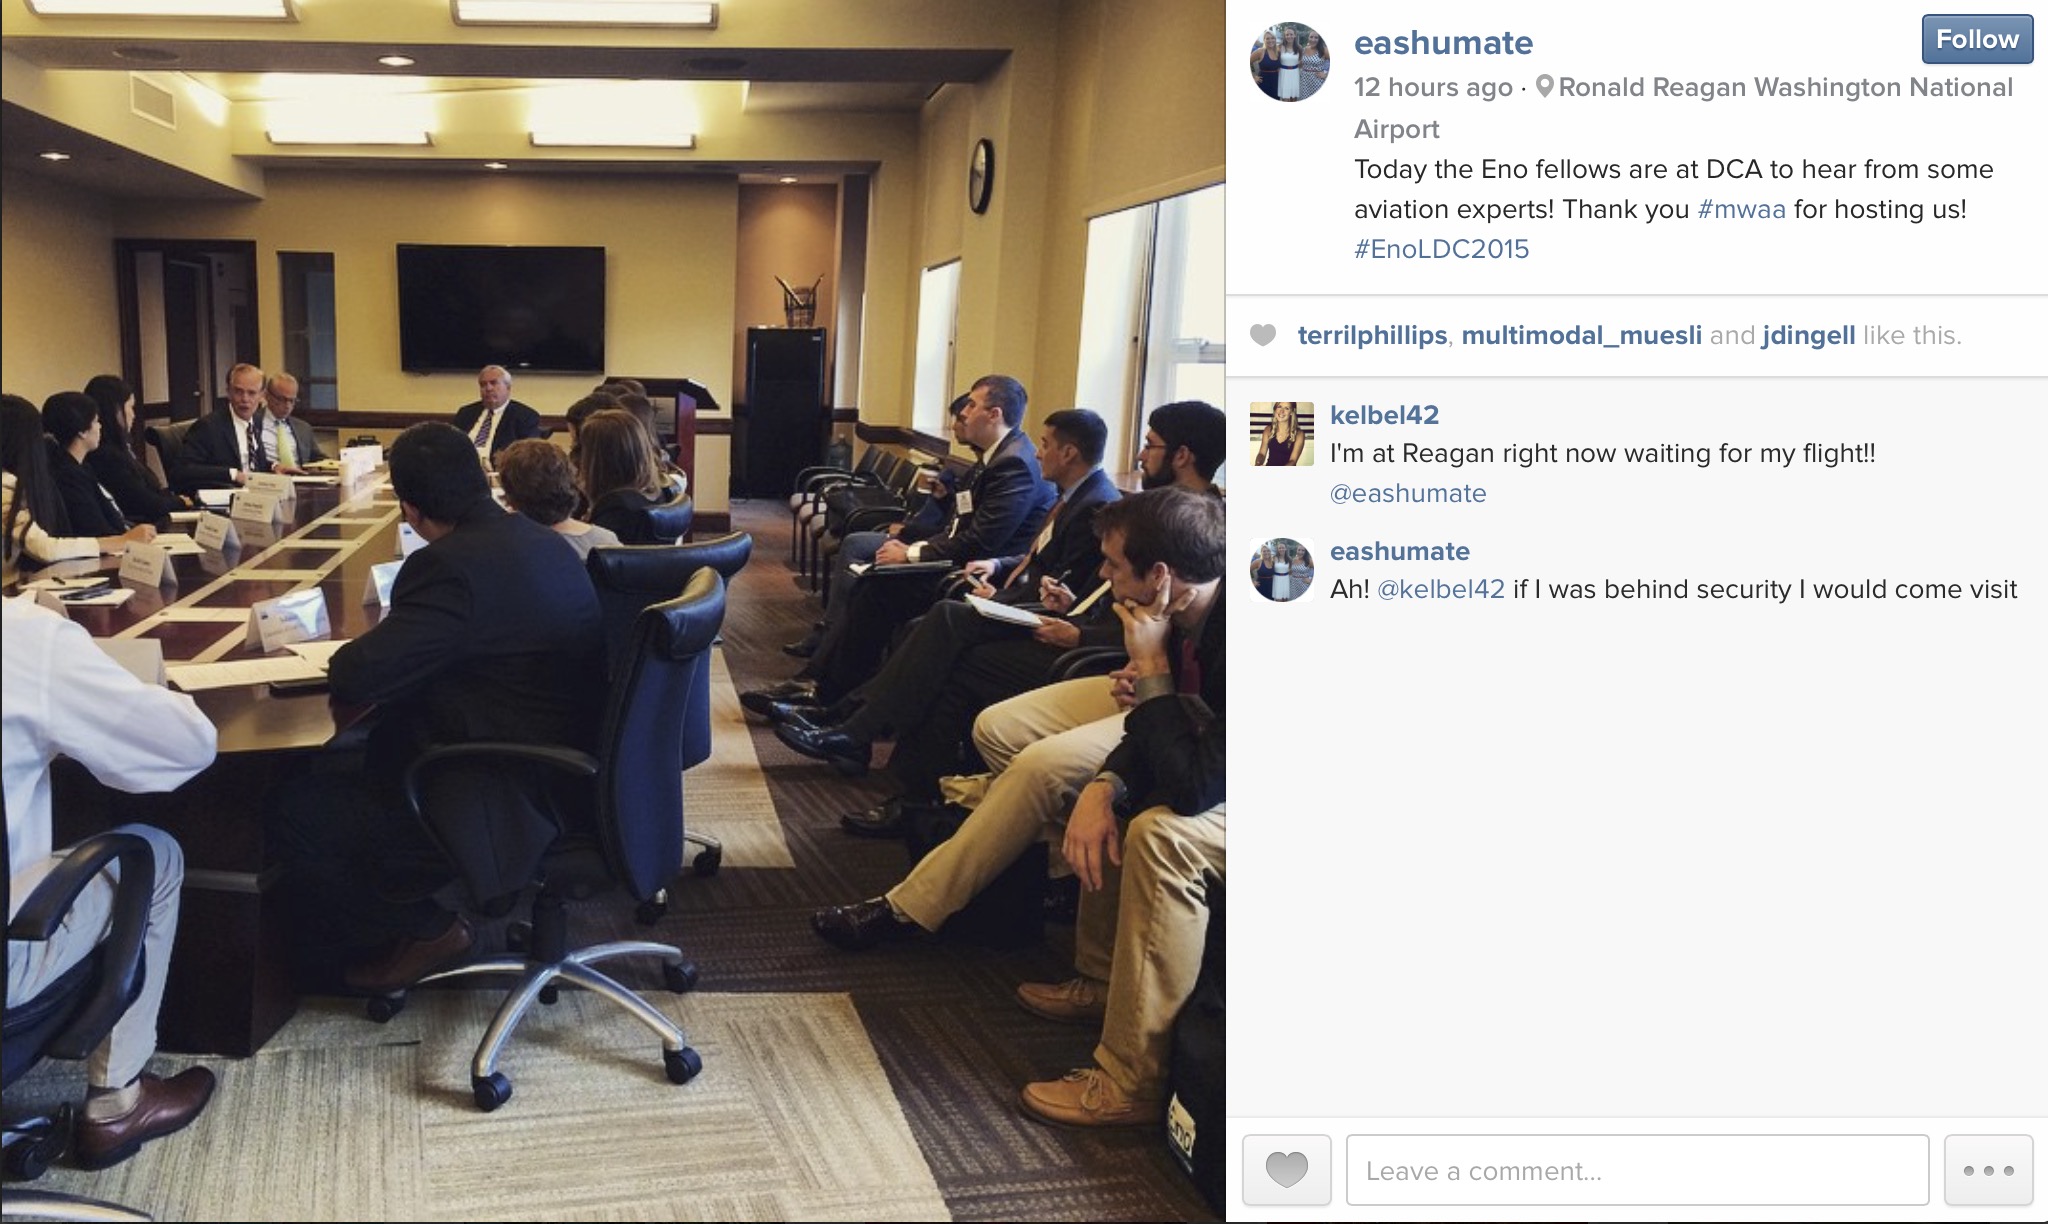 eashumate
Follow
12 hours ago · Ronald Reagan Washington National
Airport
Today the Eno fellows are at DCA to hear from some
aviation experts! Thank you #mwaa for hosting us!
#EnoLDC2015
terrilphillips, multimodal_muesli and jdingell like this.
kelbel42
I'm at Reagan right now waiting for my flight!!
@eashumate
eashumate
Ah! @kelbel42 if I was behind security I would come visit
Leave a comment...
Eno